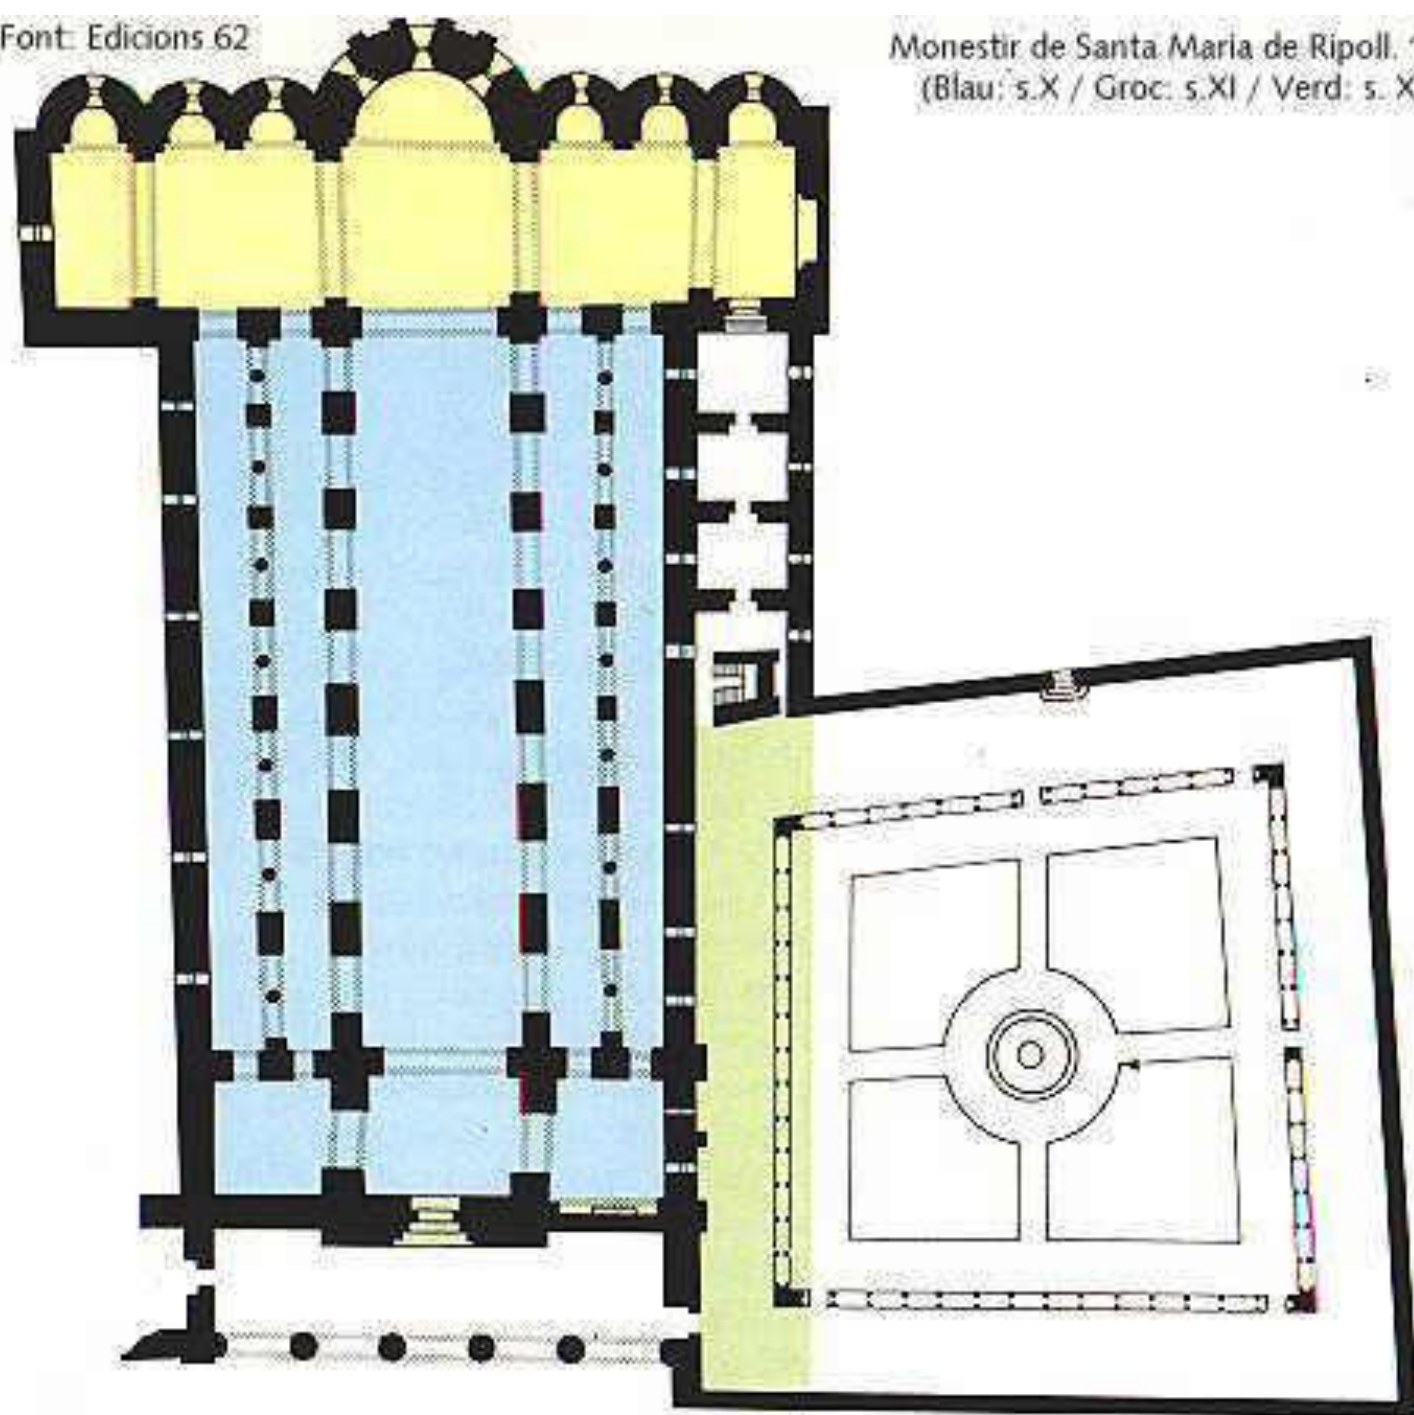 Font: Edicions 62
Monestir de Santa Maria de Ripoll.
(Blau: s.X / Groc: s.XI / Verd: s. X